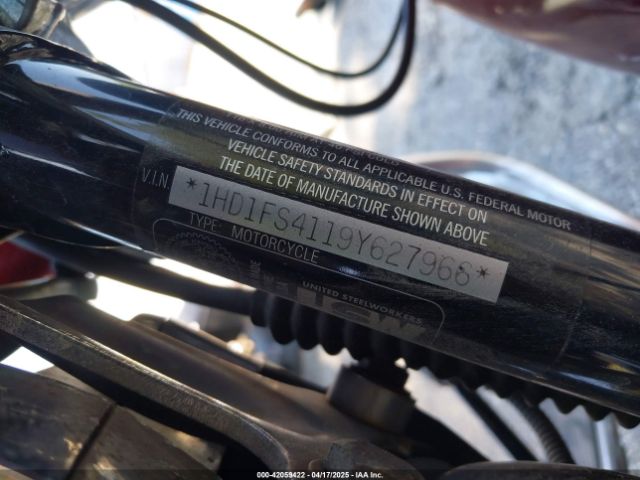 THIS VEHICLE CONFORMS TO ALL APPLICABLE U.S. FEDERAL MOTOR
VEHICLE SAFETY STANDARDS IN EFFECT ON
THE DATE OF MANUFACTURE SHOWN ABOVE
V.I.N. *1HD1FS4119Y627968*
TYPE: MOTORCYCLE
MADE
UNITED STEELWORKERS
000-42059422 - 04/17/2025 - IAA Inc.